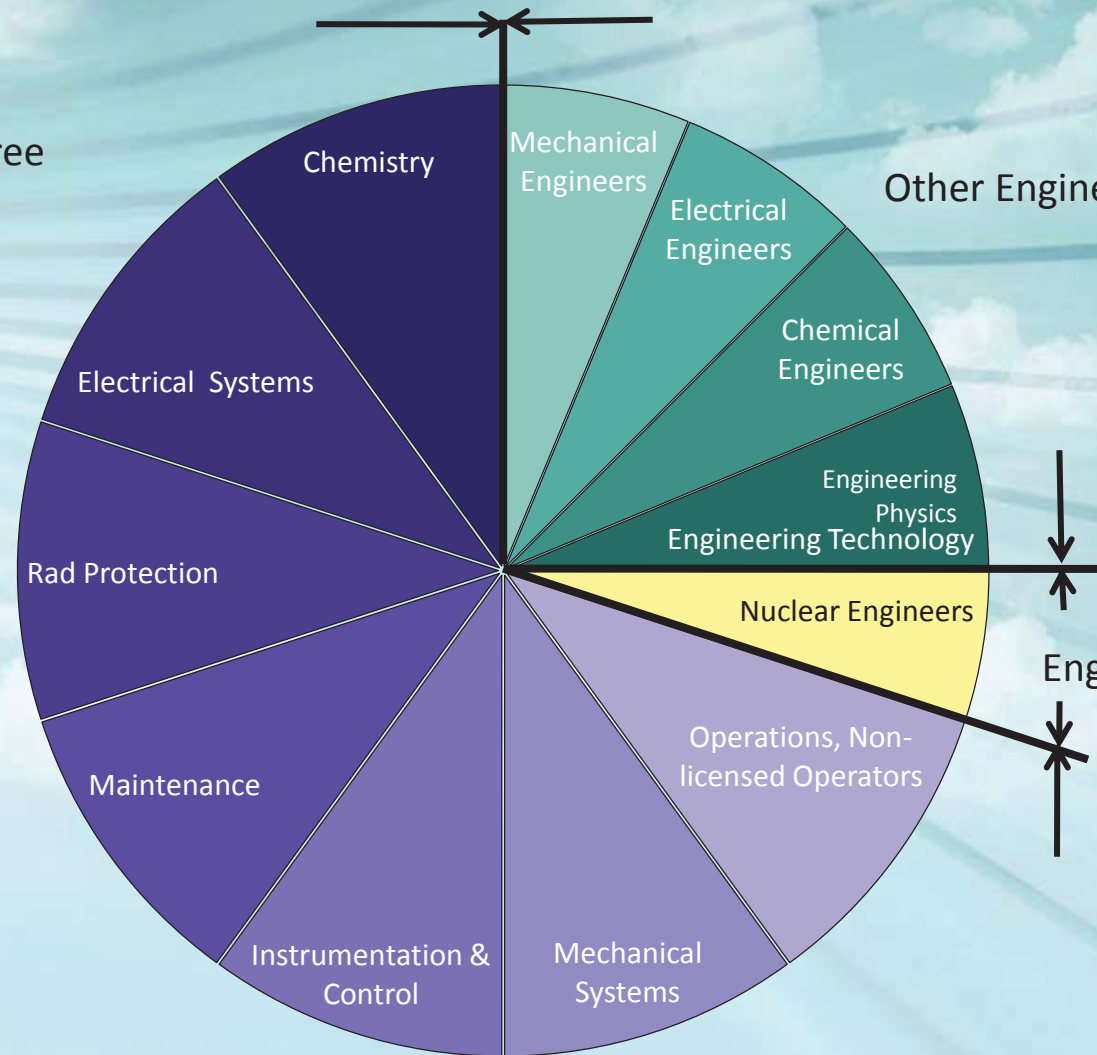 ree
Chemistry
Mechanical
Engineers
Other Engine
Electrical
Engineers
Chemical
Engineers
Electrical  Systems
Engineering
Physics
Engineering Technology
Rad Protection
Nuclear Engineers
Eng
Operations, Non-
licensed Operators
Maintenance
Instrumentation &
Control
Mechanical
Systems